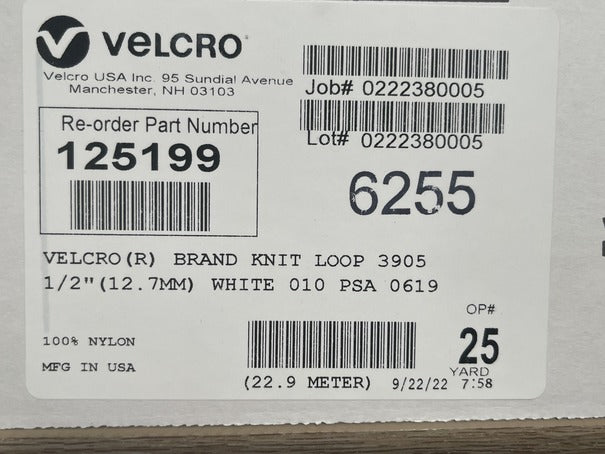 VELCRO
Velcro USA Inc. 95 Sundial Avenue
Manchester, NH 03103
Job# 0222380005
Lot# 0222380005
Re-order Part Number
125199
6255
VELCRO(R) BRAND KNIT LOOP 3905
1/2"(12.7MM) WHITE 010 PSA 0619
OP#
25
YARD
100% NYLON
MFG IN USA
(22.9 METER) 9/22/22 7:58